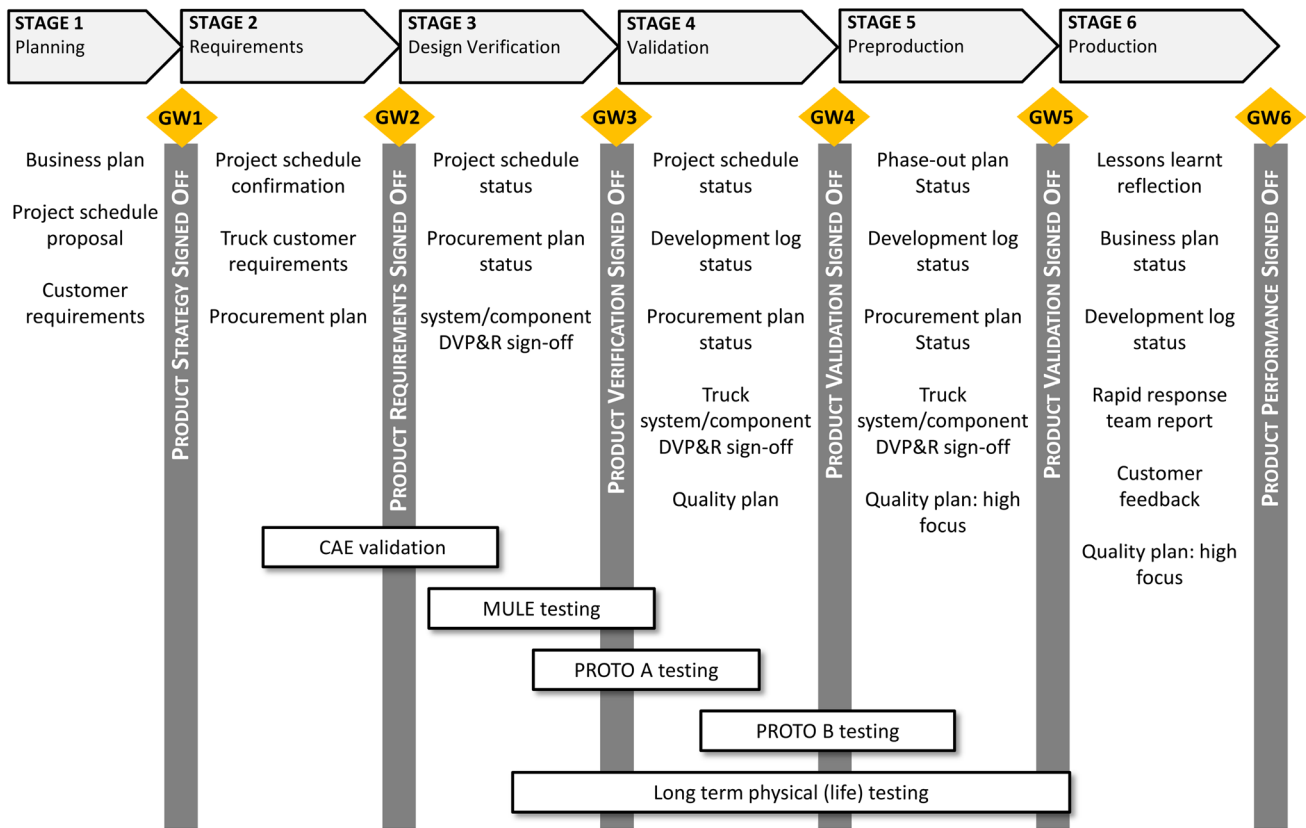 STAGE 1
Planning
STAGE 2
Requirements
STAGE 3
Design Verification
STAGE 4
Validation
STAGE 5
Preproduction
STAGE 6
Production
GW1
GW2
GW3
GW4
GW5
GW6
Business plan
Project schedule
proposal
Customer
requirements
PRODUCT STRATEGY SIGNED OFF
Project schedule
confirmation
Truck customer
requirements
Procurement plan
PRODUCT REQUIREMENTS SIGNED OFF
Project schedule
status
Procurement plan
status
system/component
DVP&R sign-off
PRODUCT VERIFICATION SIGNED OFF
Project schedule
status
Development log
status
Procurement plan
status
Truck
system/component
DVP&R sign-off
Quality plan
PRODUCT VALIDATION SIGNED OFF
Phase-out plan
Status
Development log
status
Procurement plan
Status
Truck
system/component
DVP&R sign-off
Quality plan: high
focus
PRODUCT VALIDATION SIGNED OFF
Lessons learnt
reflection
Business plan
status
Development log
status
Rapid response
team report
Customer
feedback
Quality plan: high
focus
PRODUCT PERFORMANCE SIGNED OFF
CAE validation
MULE testing
PROTO A testing
PROTO B testing
Long term physical (life) testing